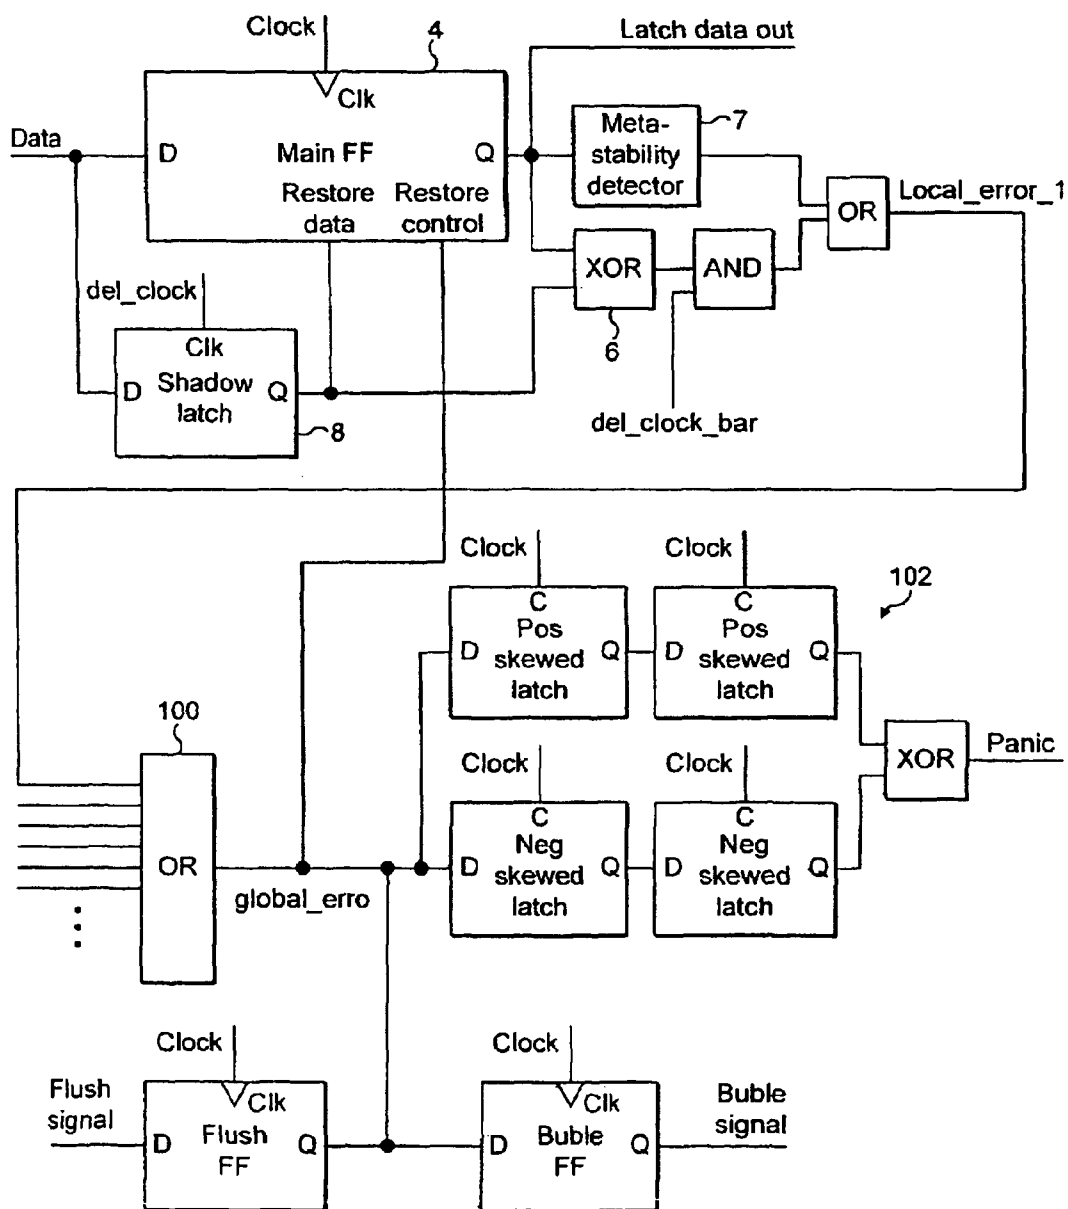 Clock
4
Latch data out
Clk
Data
D
Main FF
Q
Restore
data
Restore
control
Meta-
stability
detector
7
OR
Local_error_1
XOR
6
AND
del_clock_bar
del_clock
Clk
D
Shadow
latch
Q
8
Clock
C
D
Pos
skewed
latch
Q
Clock
C
D
Pos
skewed
latch
Q
102
100
OR
global_erro
Clock
C
D
Neg
skewed
latch
Q
Clock
C
D
Neg
skewed
latch
Q
XOR
Panic
Clock
Flush
signal
Clk
D
Flush
FF
Q
Clock
Clk
D
Buble
FF
Q
Buble
signal